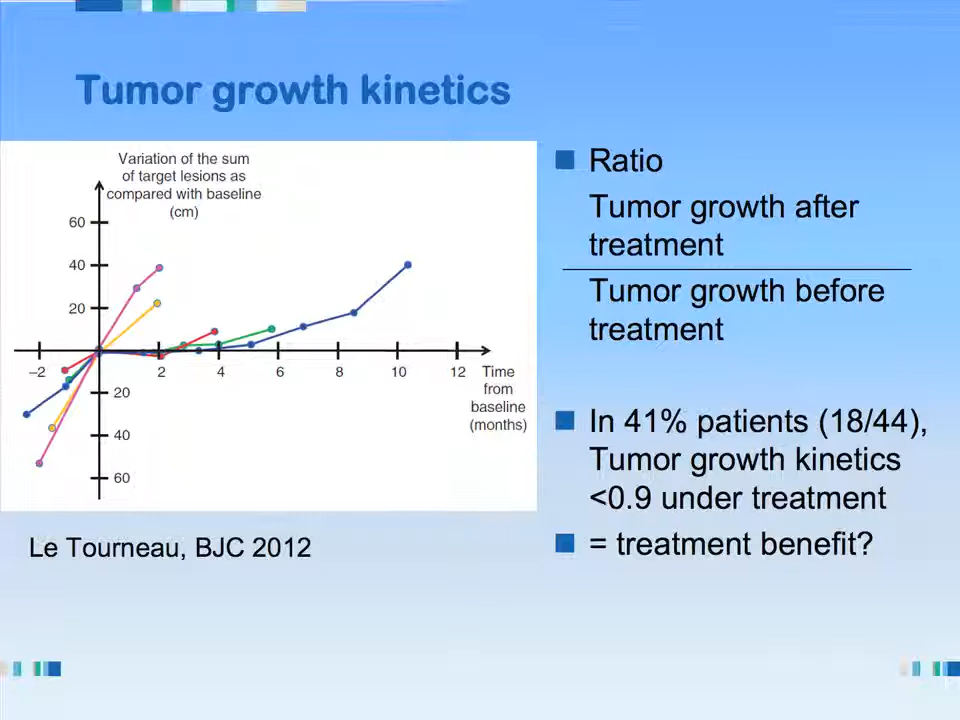 Tumor growth kinetics
Variation of the sum
of target lesions as
compared with baseline
(cm)
60
40
20
–2
2
4
6
8
10
12
Time
from
baseline
(months)
20
40
60
Le Tourneau, BJC 2012
Ratio
Tumor growth after
treatment
Tumor growth before
treatment
In 41% patients (18/44),
Tumor growth kinetics
<0.9 under treatment
= treatment benefit?